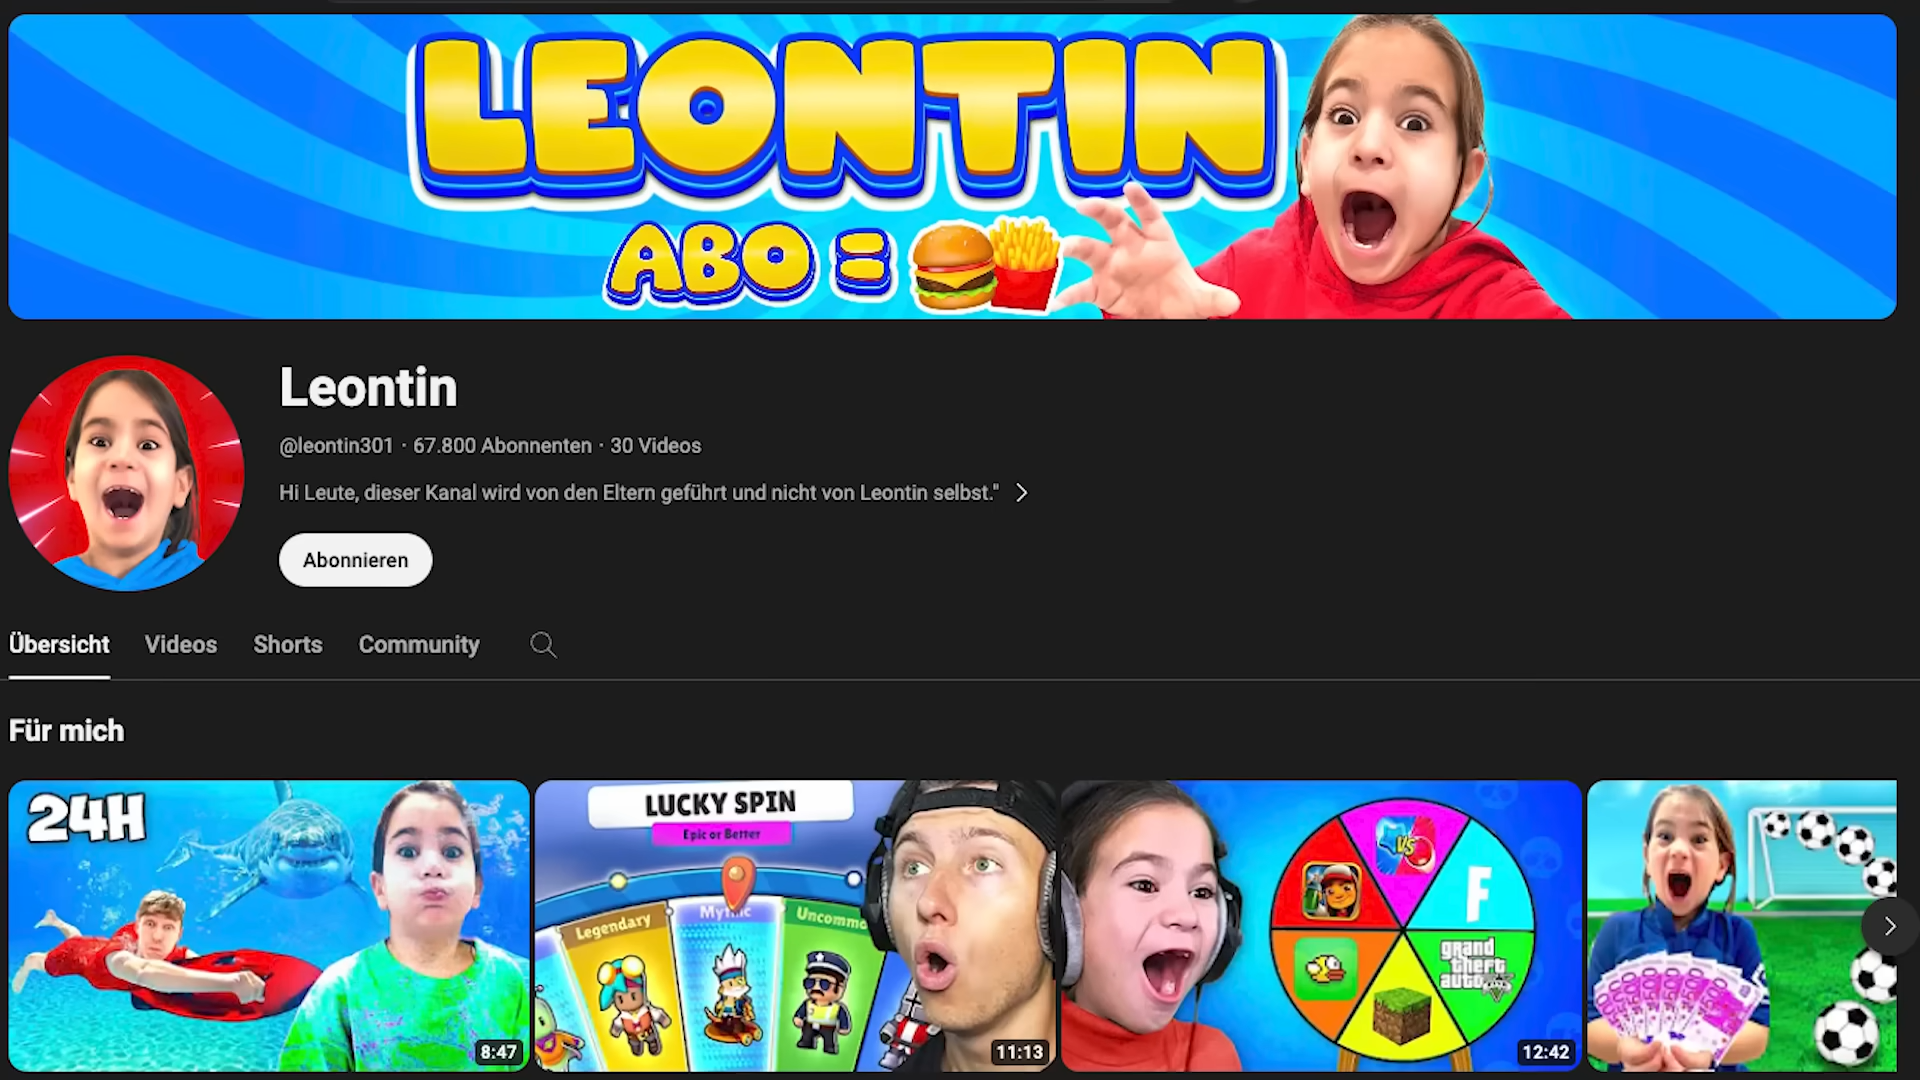 LEONTIN
ABO =
Leontin
@leontin301 · 67.800 Abonnenten · 30 Videos
Hi Leute, dieser Kanal wird von den Eltern geführt und nicht von Leontin selbst."
Abonnieren
Übersicht Videos Shorts Community
Für mich
24H
8:47
LUCKY SPIN
Epic or Better
Legendary
Mythic
Uncommo
11:13
VS
F
grand
theft
auto V
12:42